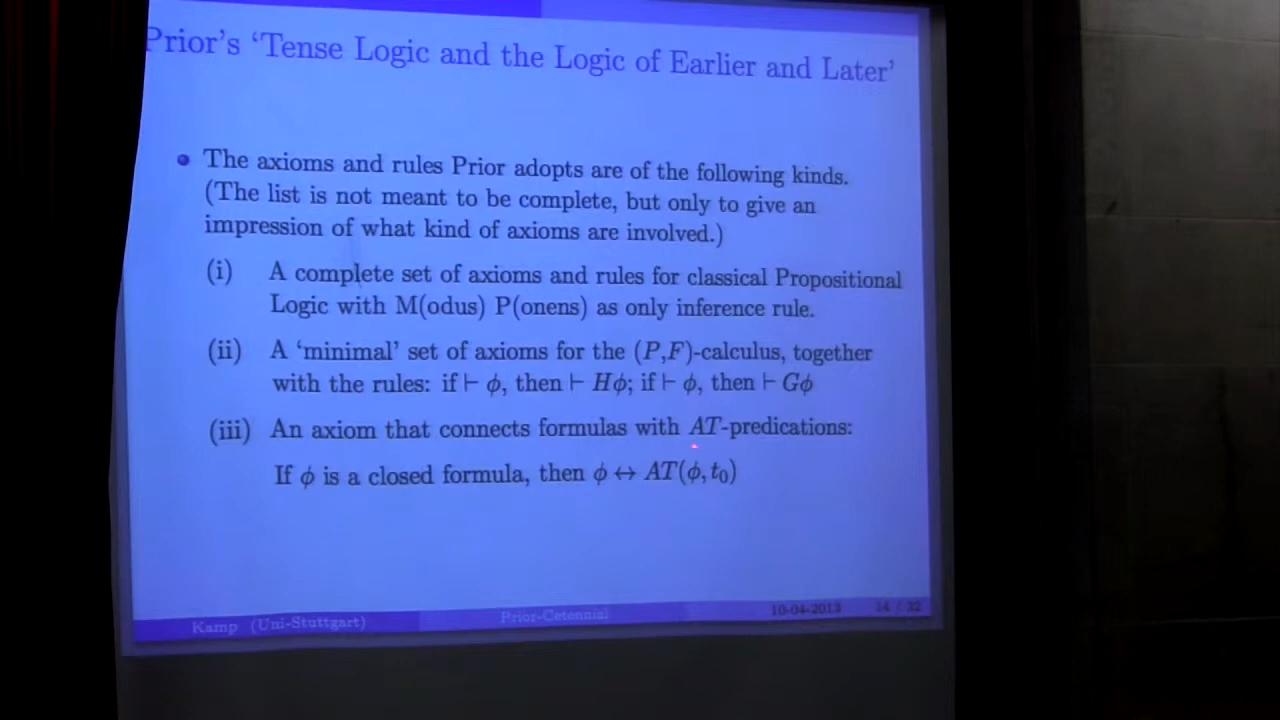 Prior's 'Tense Logic and the Logic of Earlier and Later'
• The axioms and rules Prior adopts are of the following kinds.
(The list is not meant to be complete, but only to give an
impression of what kind of axioms are involved.)
(i) A complete set of axioms and rules for classical Propositional
Logic with M(odus) P(onens) as only inference rule.
(ii) A 'minimal' set of axioms for the (P,F)-calculus, together
with the rules: if ⊢ ϕ, then ⊢ Hϕ; if ⊢ ϕ, then ⊢ Gϕ
(iii) An axiom that connects formulas with AT-predications:
If ϕ is a closed formula, then ϕ ↔ AT(ϕ, t₀)
Kamp (Uni-Stuttgart) Prior-Cetennial 10-04-2013 14 / 32